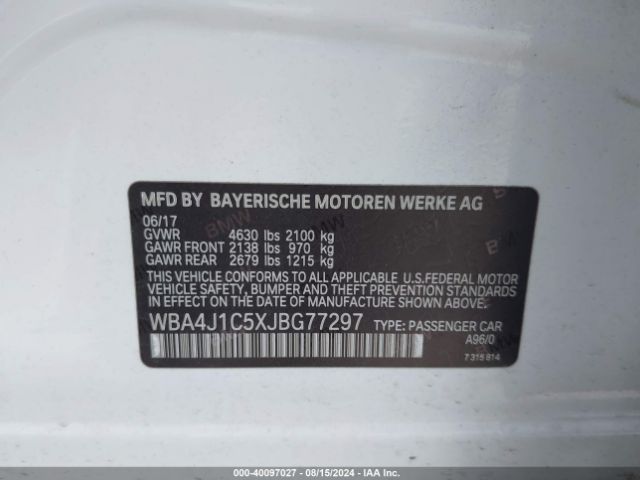 MFD BY BAYERISCHE MOTOREN WERKE AG
06/17
GVWR 4630 lbs 2100 kg
GAWR FRONT 2138 lbs 970 kg
GAWR REAR 2679 lbs 1215 kg
THIS VEHICLE CONFORMS TO ALL APPLICABLE U.S.FEDERAL MOTOR
VEHICLE SAFETY, BUMPER, AND THEFT PREVENTION STANDARDS
IN EFFECT ON THE DATE OF MANUFACTURE SHOWN ABOVE.
WBA4J1C5XJBG77297 TYPE: PASSENGER CAR
A96/0
7 315 814
000-40097027 - 08/15/2024 - IAA Inc.